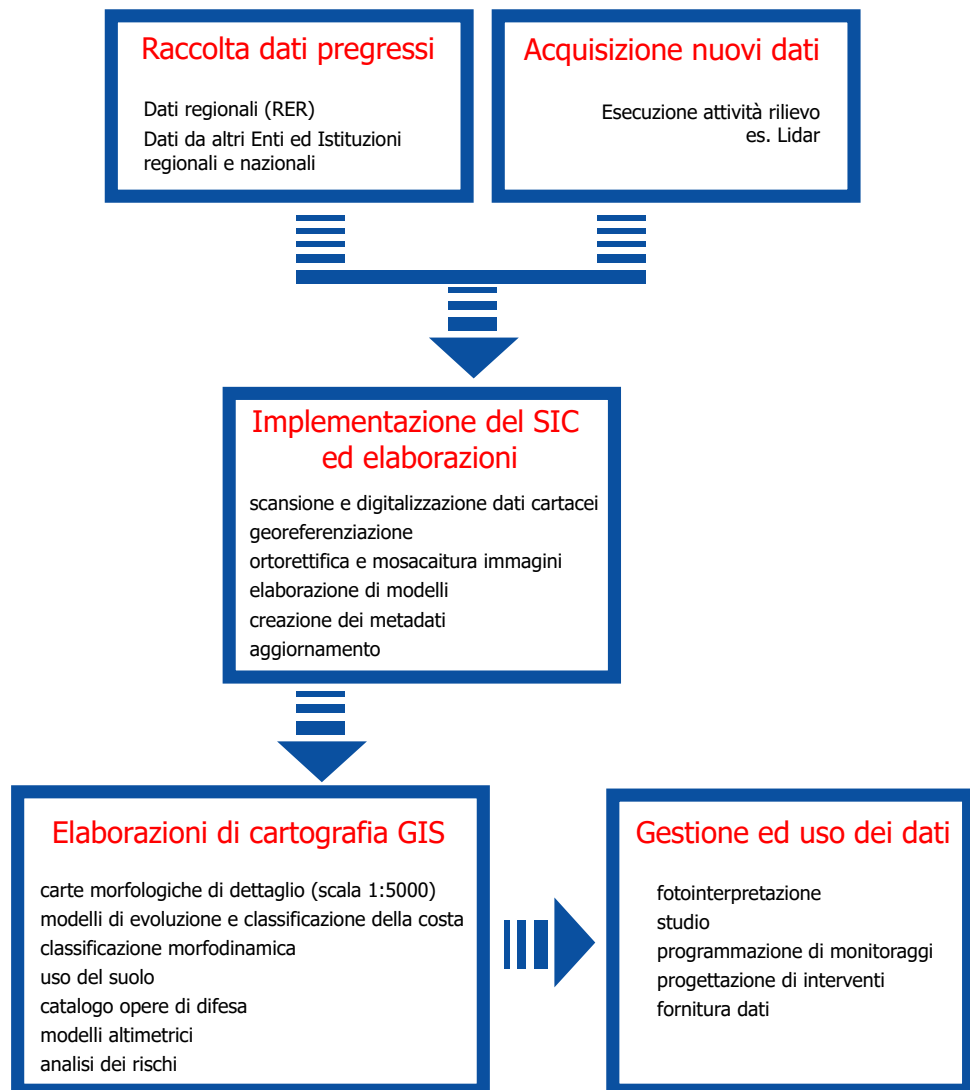 Raccolta dati pregressi
Dati regionali (RER)
Dati da altri Enti ed Istituzioni
regionali e nazionali
Acquisizione nuovi dati
Esecuzione attività rilievo
es. Lidar
Implementazione del SIC
ed elaborazioni
scansione e digitalizzazione dati cartacei
georeferenziazione
ortorettifica e mosacaitura immagini
elaborazione di modelli
creazione dei metadati
aggiornamento
Elaborazioni di cartografia GIS
carte morfologiche di dettaglio (scala 1:5000)
modelli di evoluzione e classificazione della costa
classificazione morfodinamica
uso del suolo
catalogo opere di difesa
modelli altimetrici
analisi dei rischi
Gestione ed uso dei dati
fotointerpretazione
studio
programmazione di monitoraggi
progettazione di interventi
fornitura dati